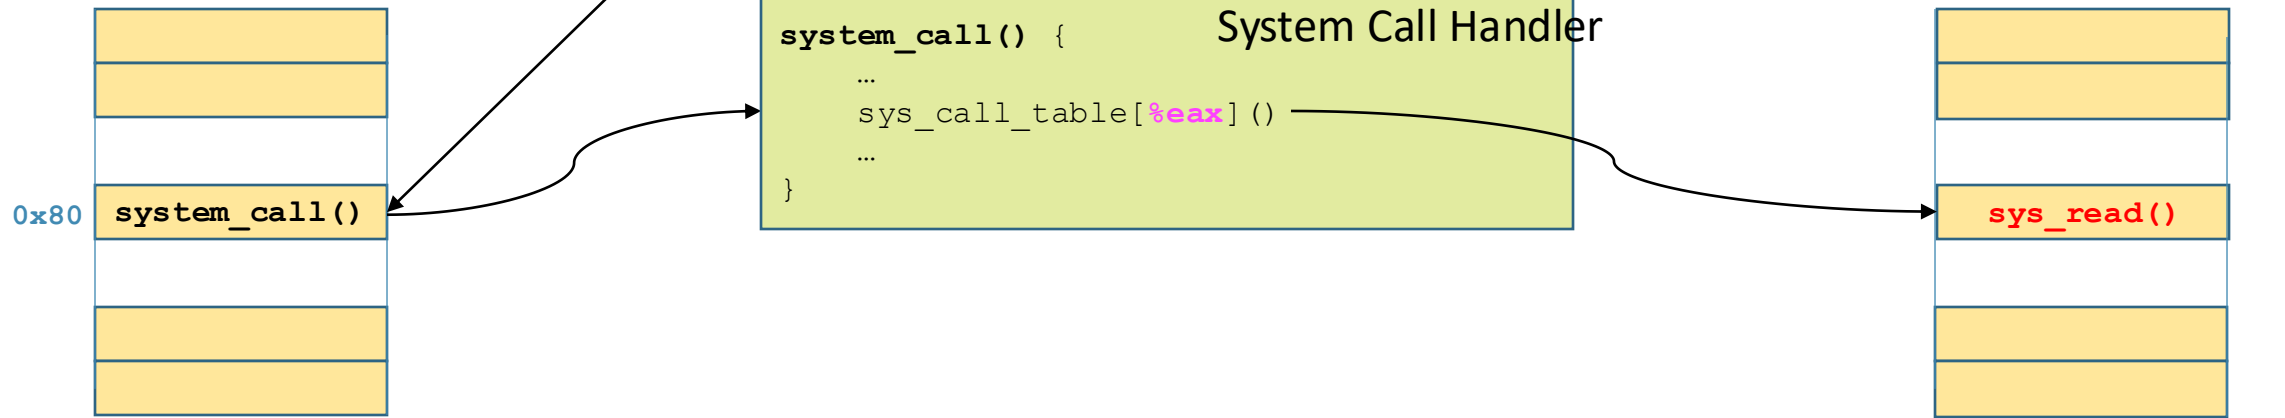 System Call Handler
system_call() {
…
sys_call_table[%eax]()
…
}
0x80 system_call()
sys_read()